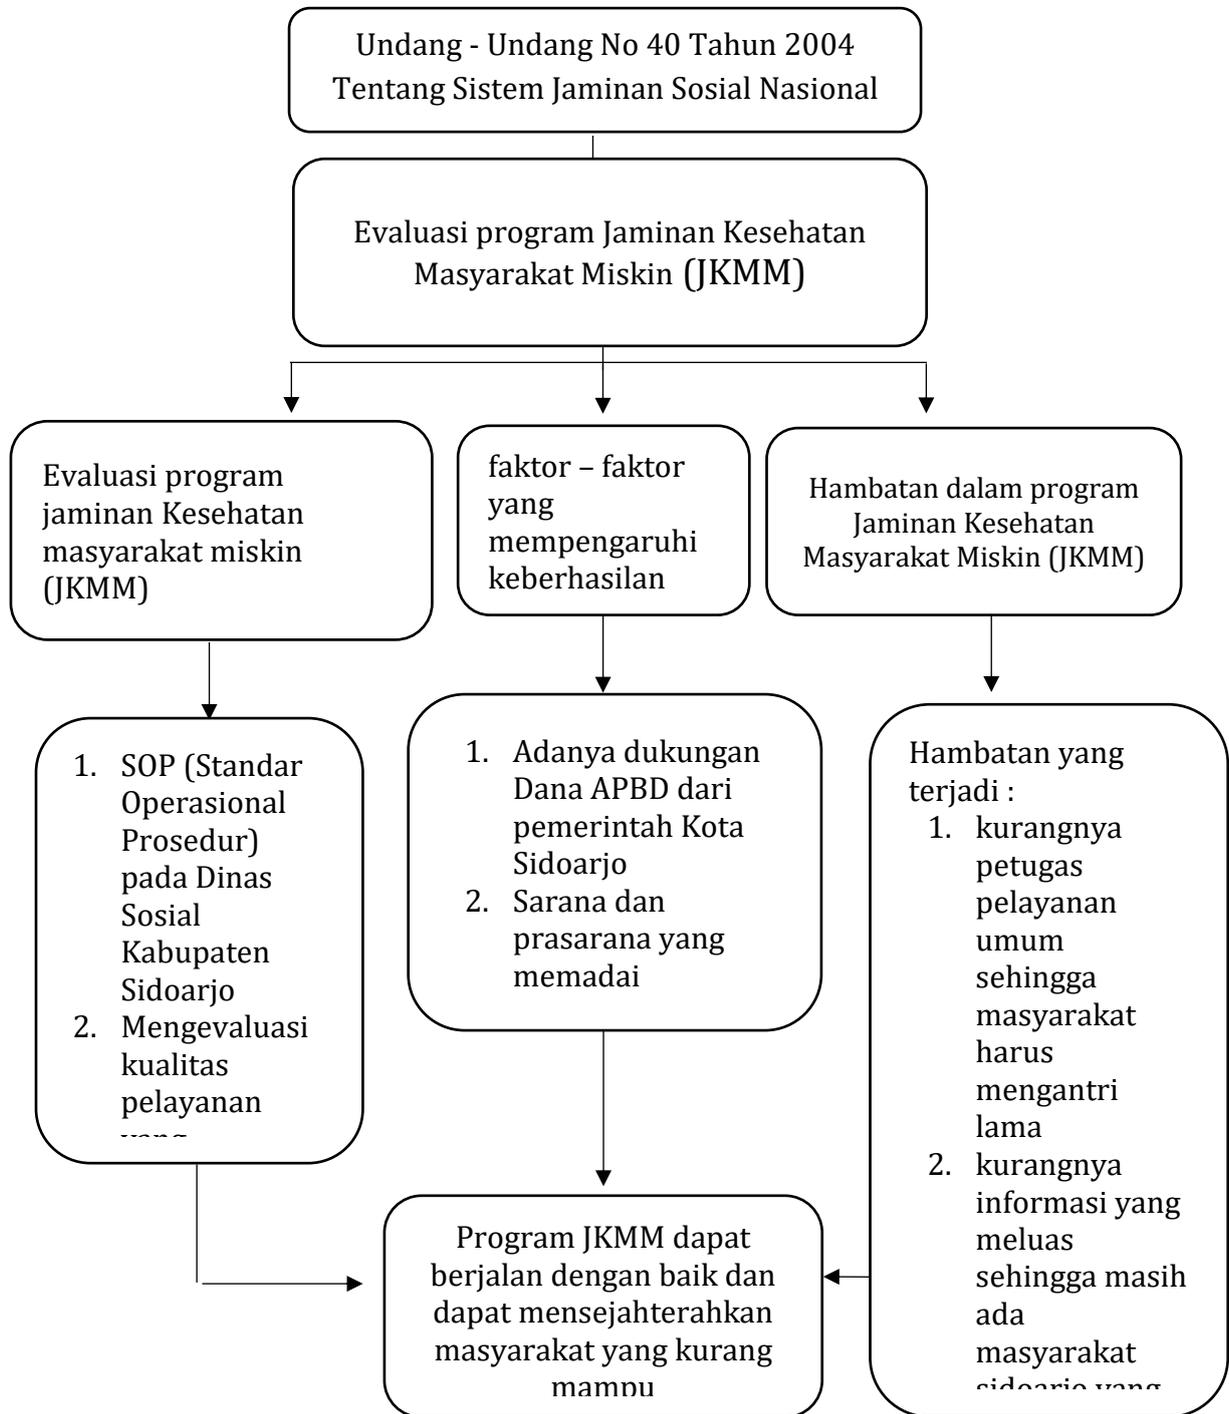 Undang - Undang No 40 Tahun 2004
Tentang Sistem Jaminan Sosial Nasional
Evaluasi program Jaminan Kesehatan
Masyarakat Miskin (JKMM)
Evaluasi program
jaminan Kesehatan
masyarakat miskin
(JKMM)
faktor – faktor
yang
mempengaruhi
keberhasilan
Hambatan dalam program
Jaminan Kesehatan
Masyarakat Miskin (JKMM)
1. SOP (Standar
Operasional
Prosedur)
pada Dinas
Sosial
Kabupaten
Sidoarjo
2. Mengevaluasi
kualitas
pelayanan
1. Adanya dukungan
Dana APBD dari
pemerintah Kota
Sidoarjo
2. Sarana dan
prasarana yang
memadai
Hambatan yang
terjadi :
1. kurangnya
petugas
pelayanan
umum
sehingga
masyarakat
harus
mengantri
lama
2. kurangnya
informasi yang
meluas
sehingga masih
ada
masyarakat
sidoarjo yang
Program JKMM dapat
berjalan dengan baik dan
dapat mensejahterahkan
masyarakat yang kurang
mampu